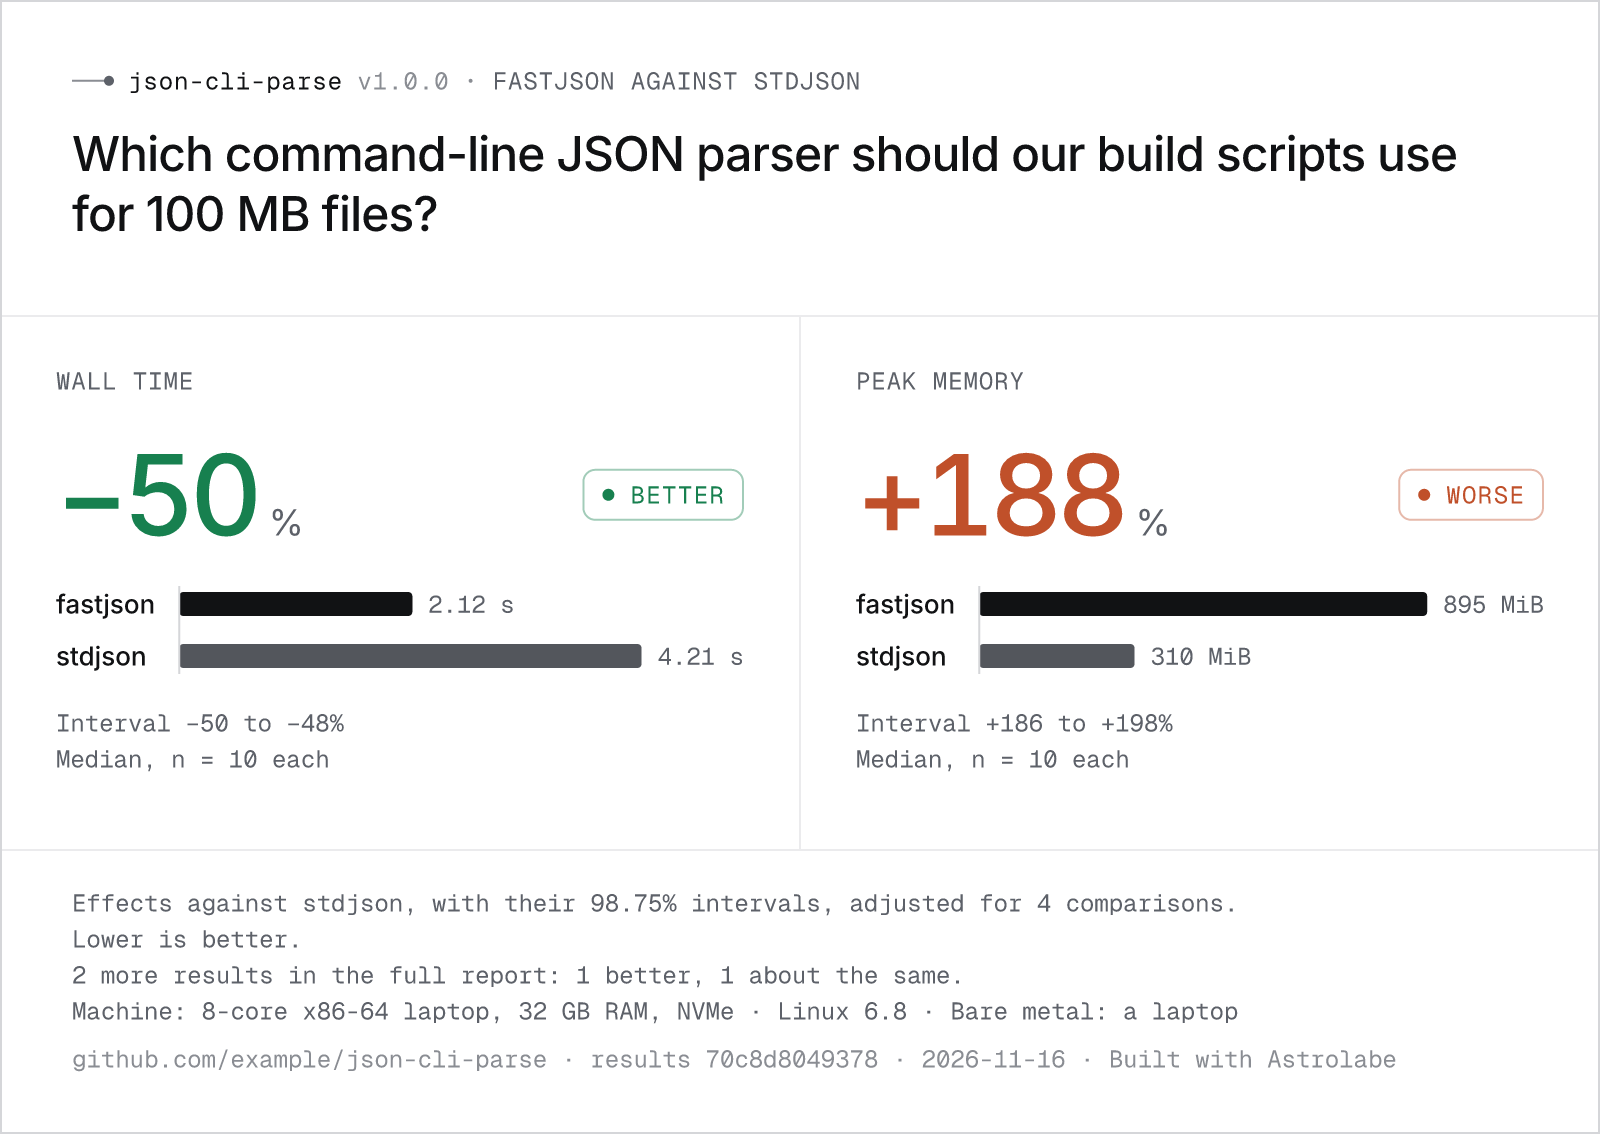 json-cli-parse v1.0.0 · FASTJSON AGAINST STDJSON
Which command-line JSON parser should our build scripts use
for 100 MB files?
WALL TIME
−50 %
BETTER
fastjson 2.12 s
stdjson 4.21 s
Interval −50 to −48%
Median, n = 10 each
PEAK MEMORY
+188 %
WORSE
fastjson 895 MiB
stdjson 310 MiB
Interval +186 to +198%
Median, n = 10 each
Effects against stdjson, with their 98.75% intervals, adjusted for 4 comparisons.
Lower is better.
2 more results in the full report: 1 better, 1 about the same.
Machine: 8-core x86-64 laptop, 32 GB RAM, NVMe · Linux 6.8 · Bare metal: a laptop
github.com/example/json-cli-parse · results 70c8d8049378 · 2026-11-16 · Built with Astrolabe